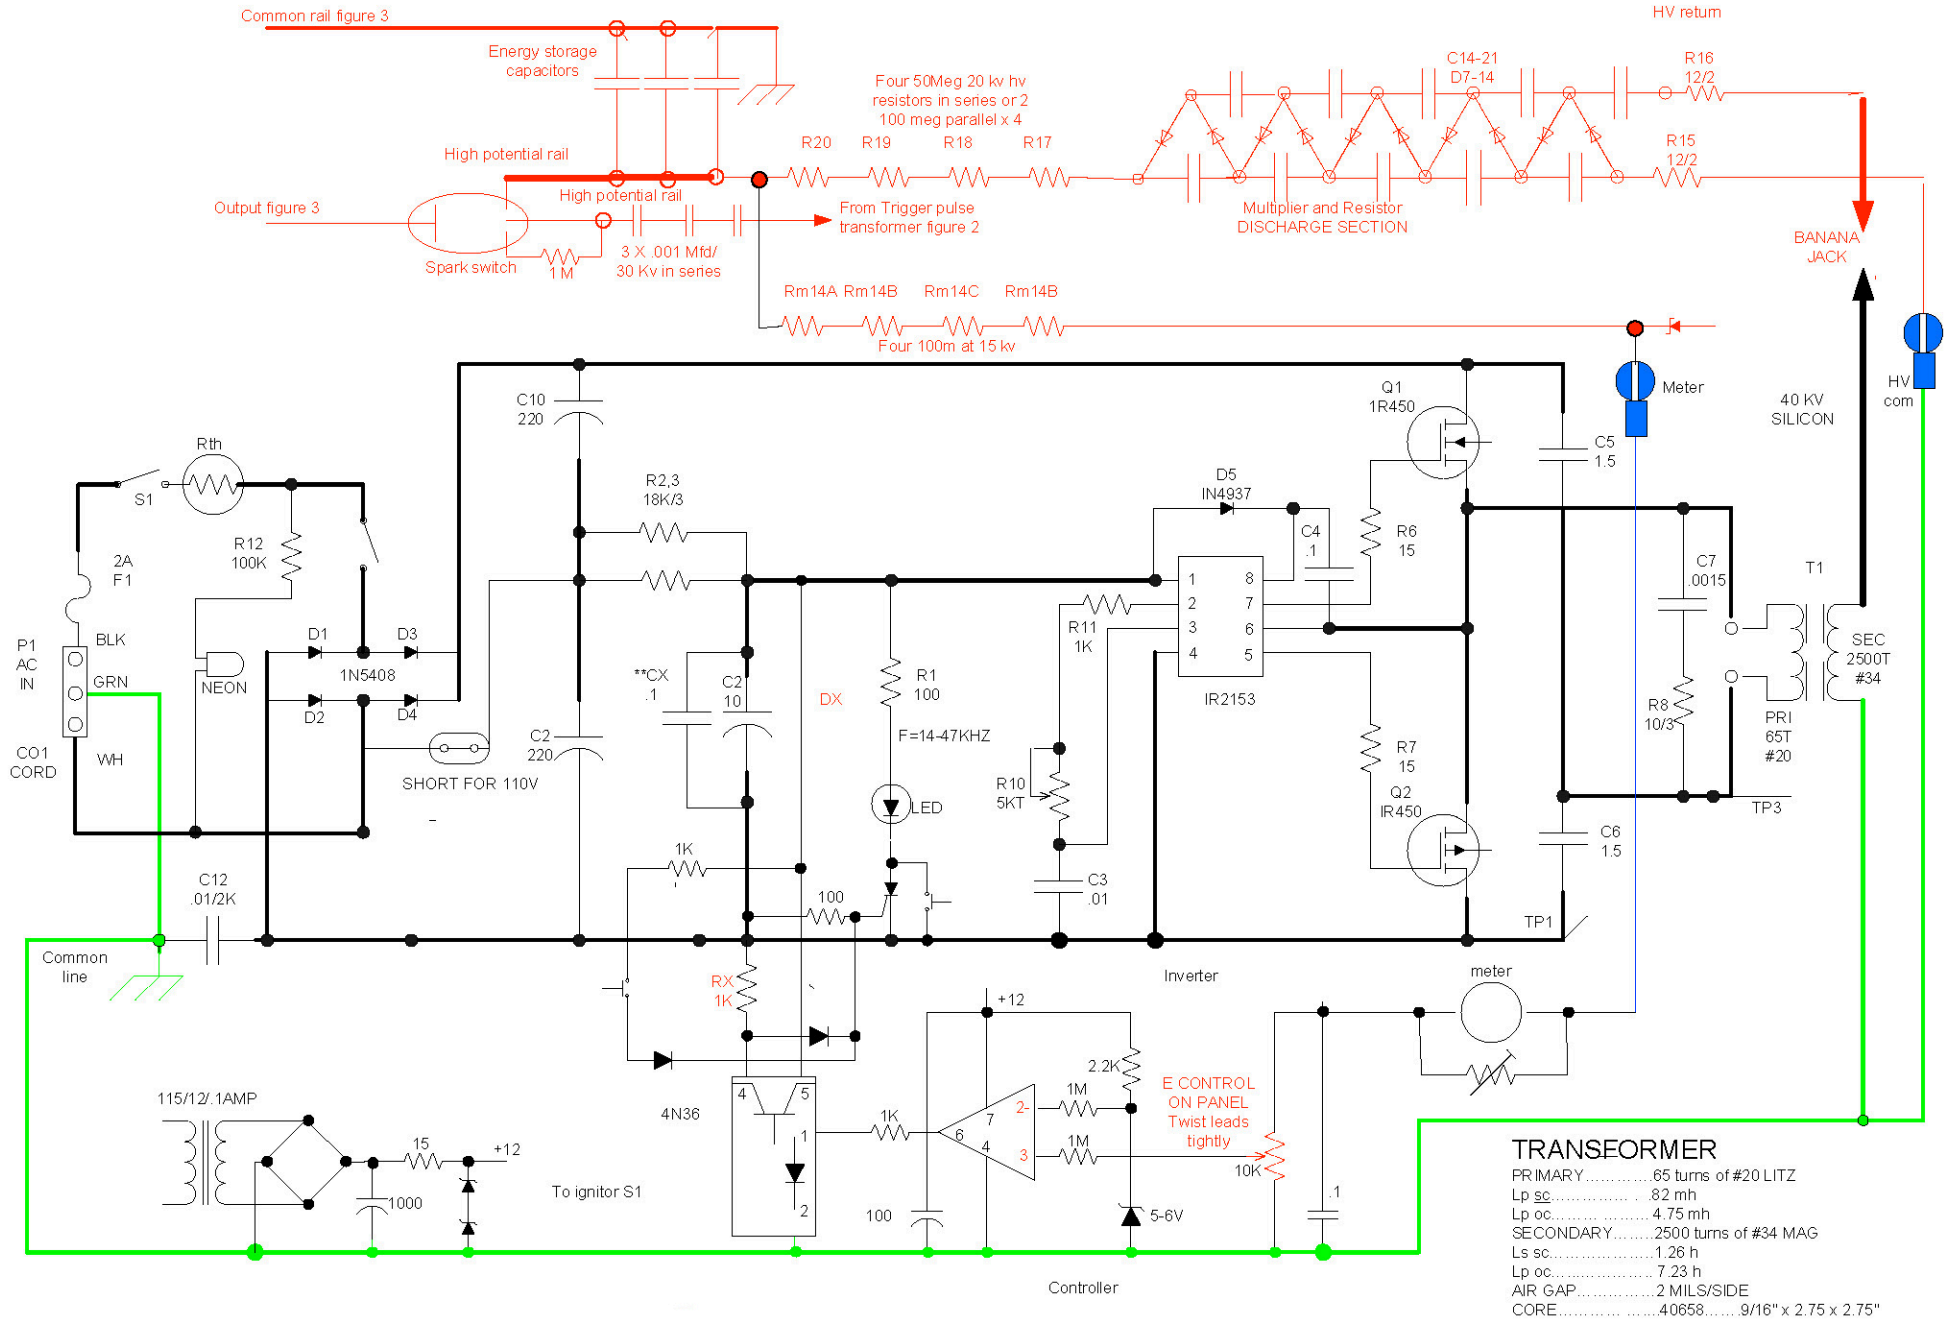 Common rail figure 3
HV return
Energy storage
capacitors
Four 50Meg 20 kv hv
resistors in series or 2
100 meg parallel x 4
C14-21
D7-14
R16
12/2
High potential rail
R20
R19
R18
R17
R15
12/2
High potential rail
Output figure 3
From Trigger pulse
transformer figure 2
Multiplier and Resistor
DISCHARGE SECTION
Spark switch
1M
3 X .001 Mfd/
30 Kv in series
BANANA
JACK
Rm14A
Rm14B
Rm14C
Rm14B
Four 100m at 15 kv
C10
220
Q1
1R450
Meter
40 KV
SILICON
HV
com
Rth
S1
R2,3
18K/3
D5
IN4937
C5
1.5
2A
F1
R12
100K
C4
.1
R6
15
C7
.0015
T1
P1
AC
IN
BLK
GRN
WH
CO1
CORD
NEON
D1
D3
1N5408
D2
D4
SHORT FOR 110V
C2
220
**CX
.1
C2
10
DX
R1
100
F=14-47KHZ
LED
R11
1K
1
2
3
4
8
7
6
5
IR2153
R10
5KT
R7
15
Q2
IR450
R8
10/3
SEC
2500T
#34
PRI
65T
#20
TP3
C6
1.5
C3
.01
TP1
1K
100
C12
.01/2K
Common
line
RX
1K
Inverter
meter
+12
2.2K
E CONTROL
ON PANEL
Twist leads
tightly
10K
115/12/.1AMP
15
+12
1000
To ignitor S1
4N36
4
5
1
2
1K
7
6
4
2-
3
1M
1M
100
5-6V
.1
Controller
TRANSFORMER
PRIMARY.............65 turns of #20 LITZ
Lp sc................ .82 mh
Lp oc................. 4.75 mh
SECONDARY.......2500 turns of #34 MAG
Ls sc..................1.26 h
Lp oc.................. 7.23 h
AIR GAP..............2 MILS/SIDE
CORE..................40658.......9/16" x 2.75 x 2.75"